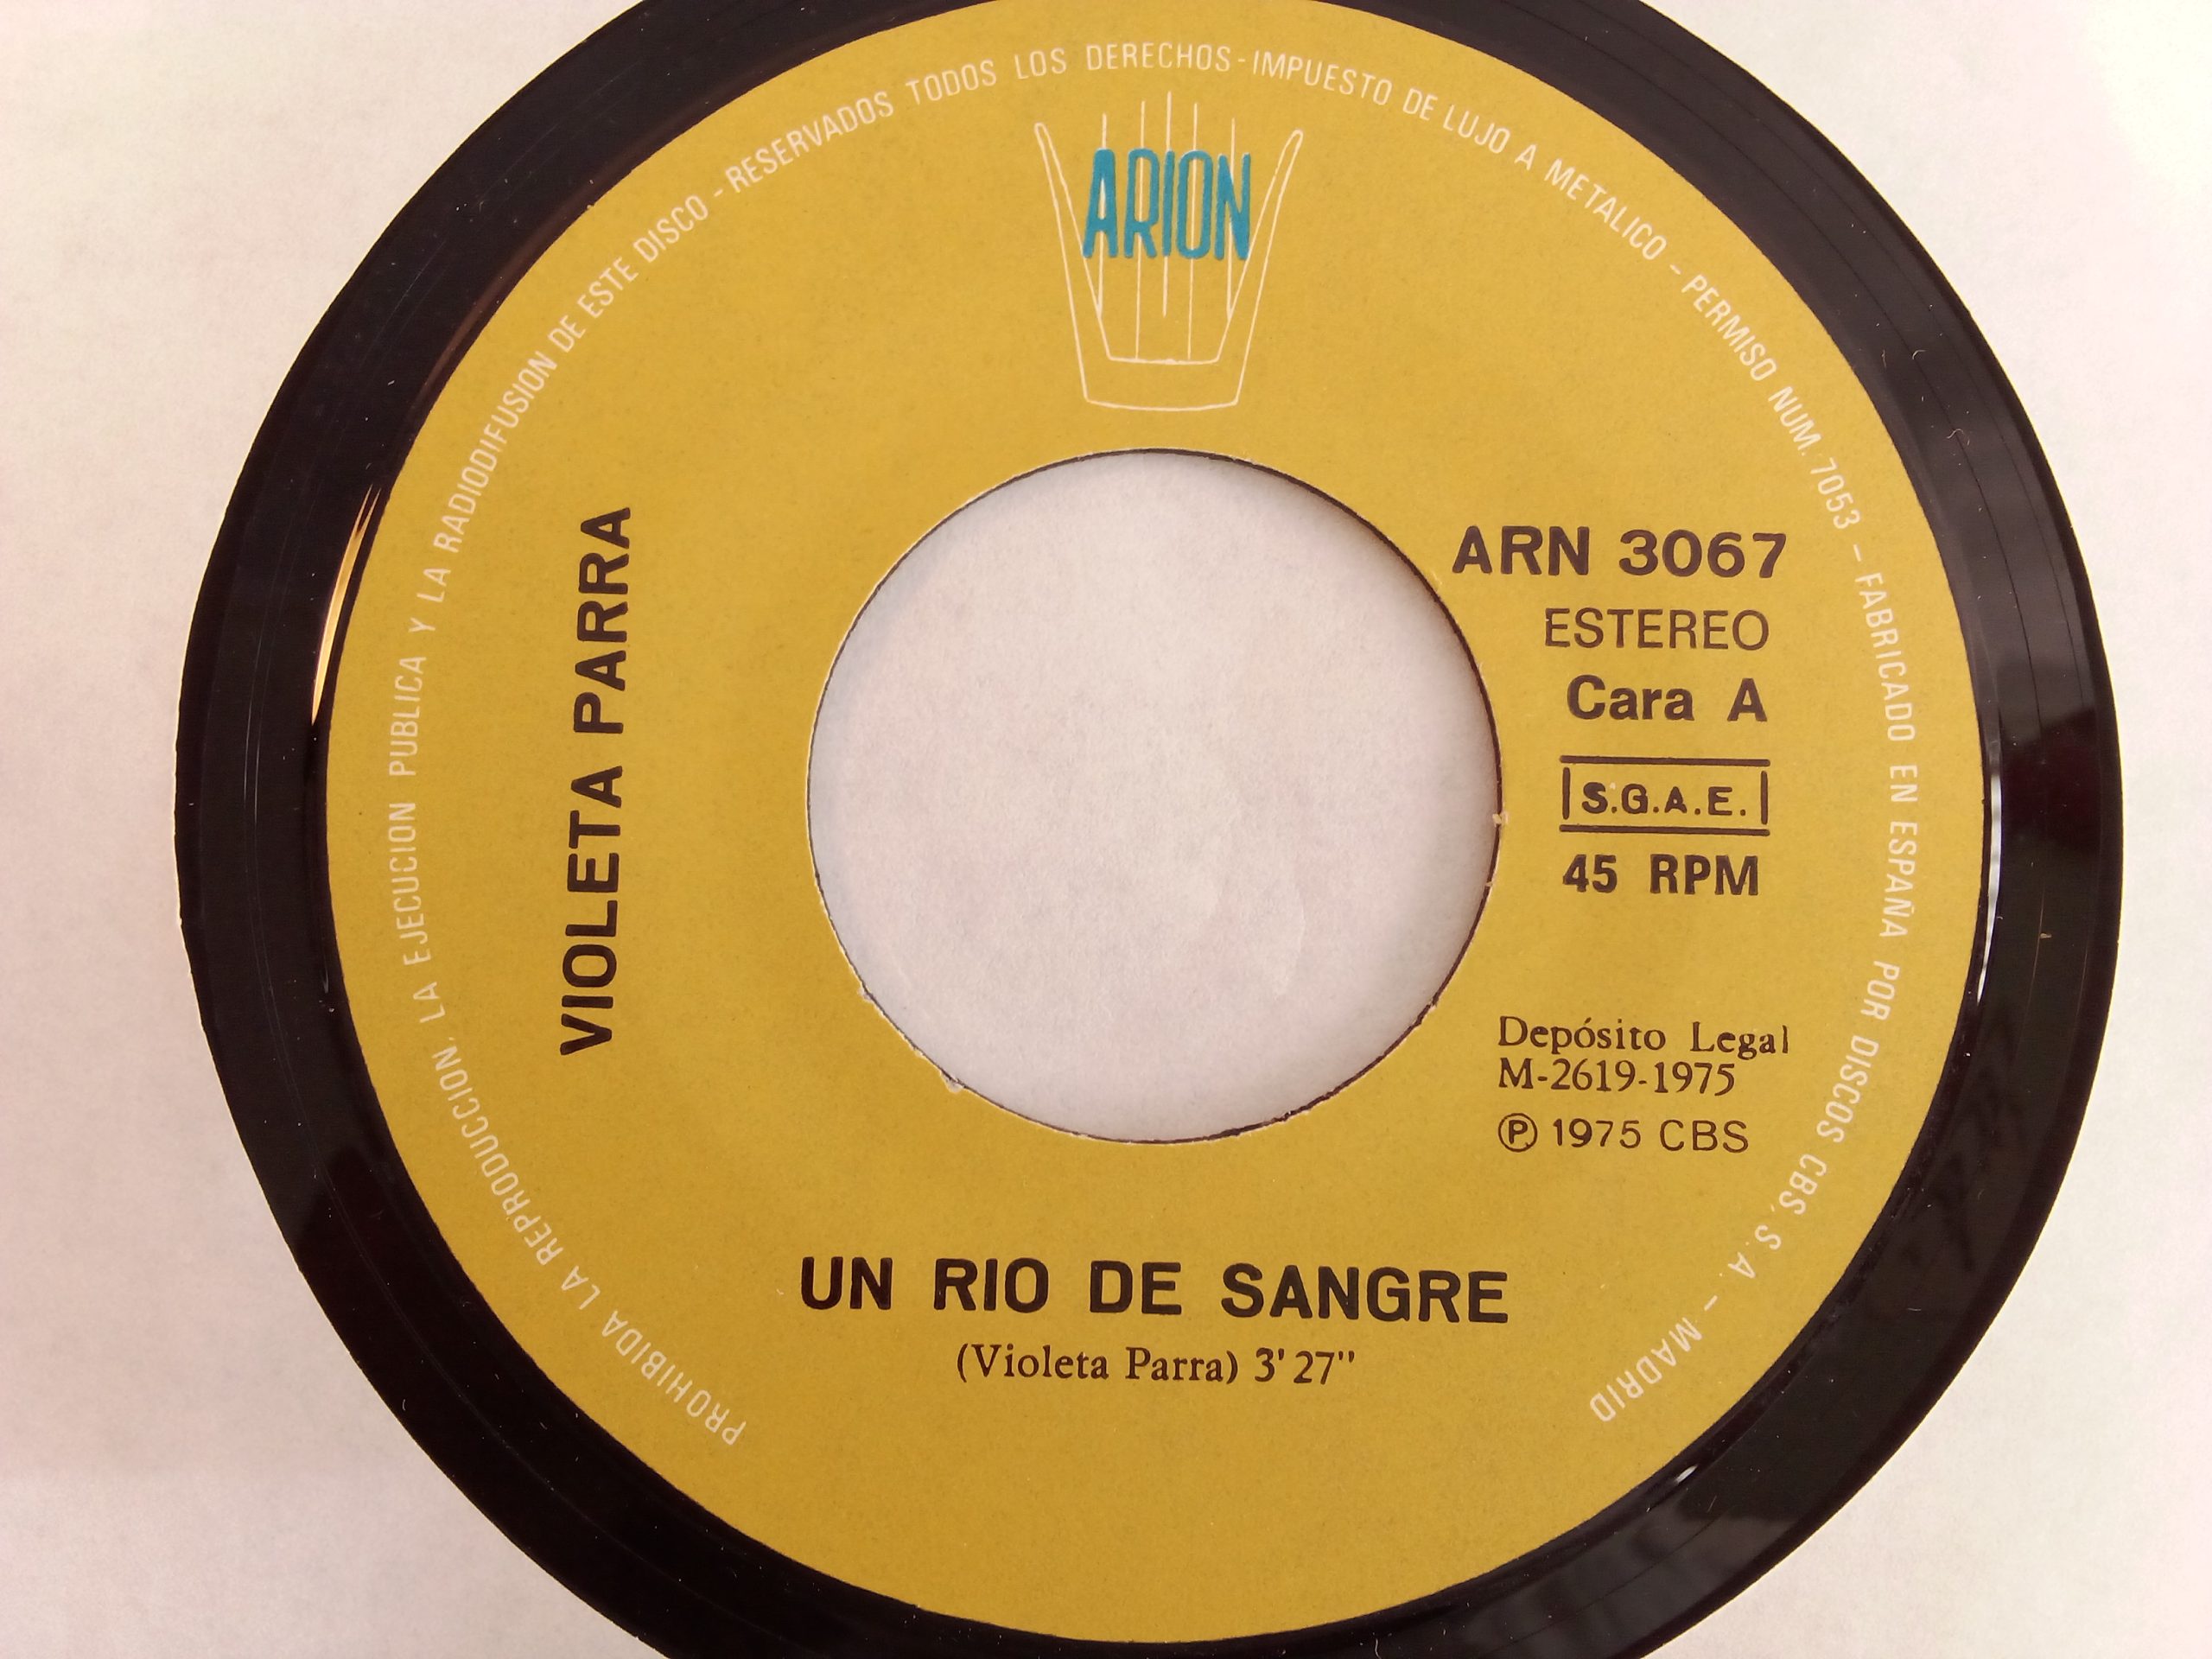 PROHIBIDA LA REPRODUCCION, LA EJECUCION PUBLICA Y LA RADIODIFUSION DE ESTE DISCO - RESERVADOS TODOS LOS DERECHOS - IMPUESTO DE LUJO A METALICO - PERMISO NUM. 7053 - FABRICADO EN ESPAÑA POR DISCOS CBS, S.A. - MADRID
ARION
VIOLETA PARRA
ARN 3067
ESTEREO
Cara A
S.G.A.E.
45 RPM
Depósito Legal
M-2619-1975
℗ 1975 CBS
UN RIO DE SANGRE
(Violeta Parra) 3' 27"